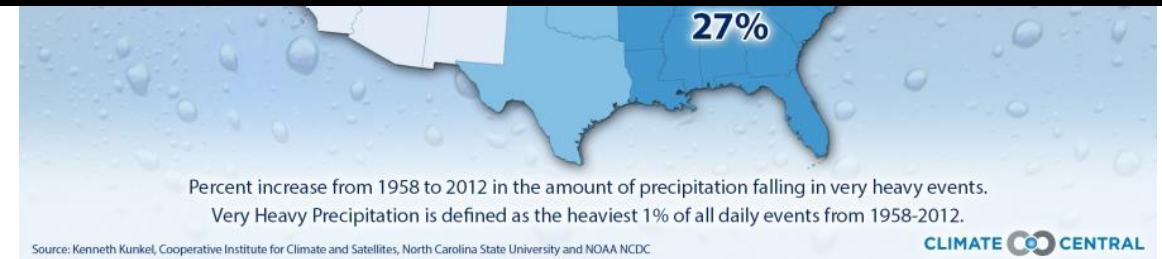 27%
Percent increase from 1958 to 2012 in the amount of precipitation falling in very heavy events.
Very Heavy Precipitation is defined as the heaviest 1% of all daily events from 1958-2012.
Source: Kenneth Kunkel, Cooperative Institute for Climate and Satellites, North Carolina State University and NOAA NCDC
CLIMATE CENTRAL